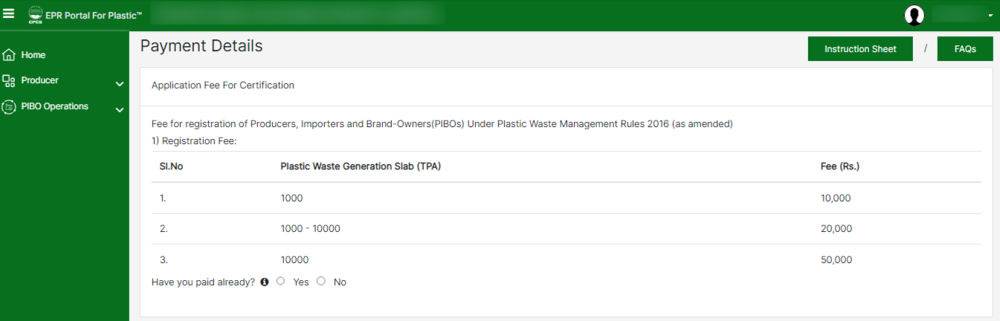 EPR Portal For Plastic™
CPCB
Home
Producer
PIBO Operations
Payment Details
Instruction Sheet / FAQs
Application Fee For Certification
Fee for registration of Producers, Importers and Brand-Owners(PIBOs) Under Plastic Waste Management Rules 2016 (as amended)
1) Registration Fee:
Sl.No Plastic Waste Generation Slab (TPA) Fee (Rs.)
1. 1000 10,000
2. 1000 - 10000 20,000
3. 10000 50,000
Have you paid already? Yes No